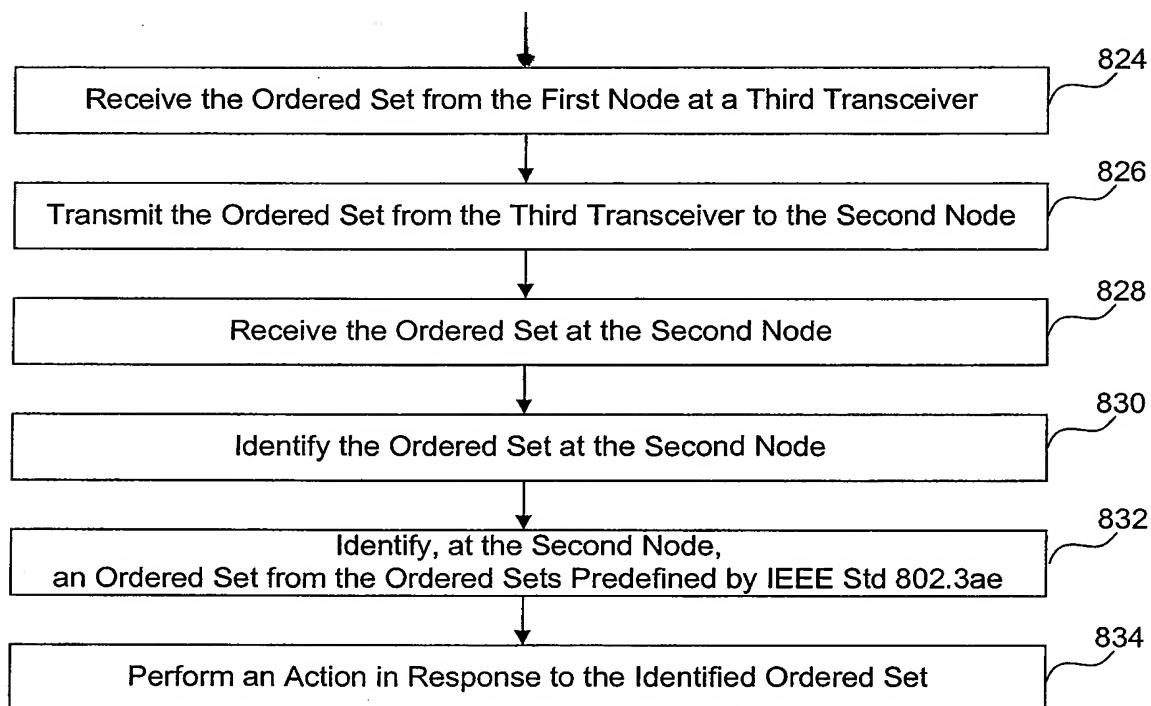 824
Receive the Ordered Set from the First Node at a Third Transceiver
826
Transmit the Ordered Set from the Third Transceiver to the Second Node
828
Receive the Ordered Set at the Second Node
830
Identify the Ordered Set at the Second Node
832
Identify, at the Second Node,
an Ordered Set from the Ordered Sets Predefined by IEEE Std 802.3ae
834
Perform an Action in Response to the Identified Ordered Set